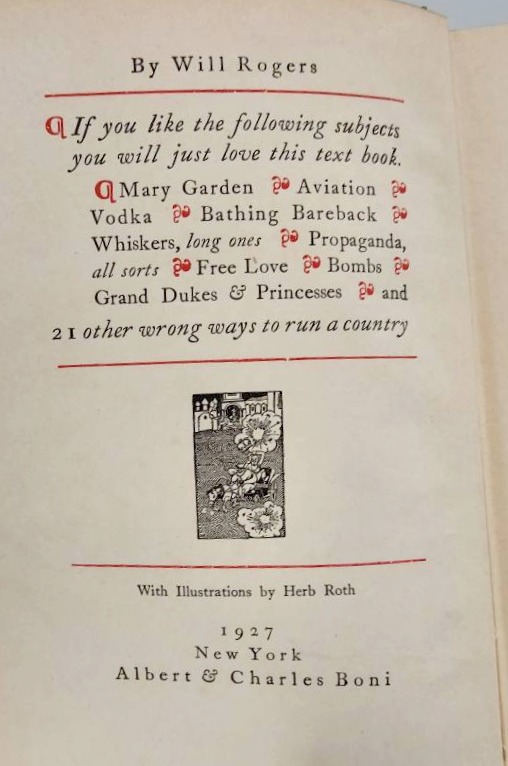 By Will Rogers
¶ If you like the following subjects
you will just love this text book.
¶ Mary Garden ❧ Aviation ❧
Vodka ❧ Bathing Bareback ❧
Whiskers, long ones ❧ Propaganda,
all sorts ❧ Free Love ❧ Bombs ❧
Grand Dukes & Princesses ❧ and
21 other wrong ways to run a country
With Illustrations by Herb Roth
1927
New York
Albert & Charles Boni